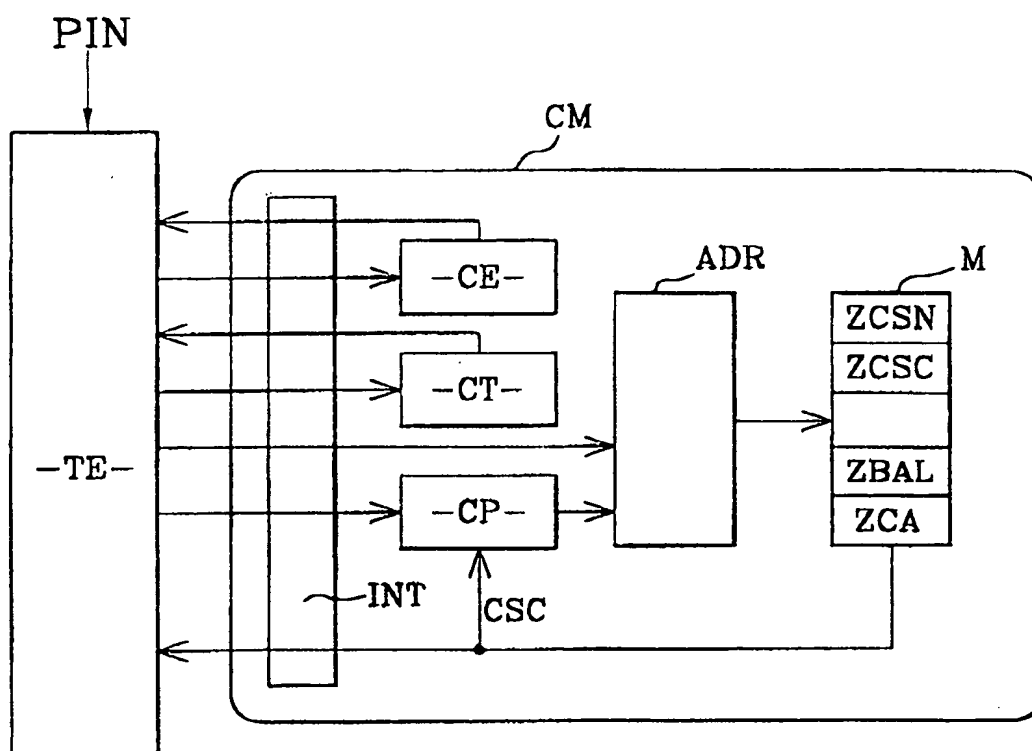 PIN
CM
-CE-
ADR
M
ZCSN
-CT-
ZCSC
-TE-
ZBAL
-CP-
ZCA
INT
CSC